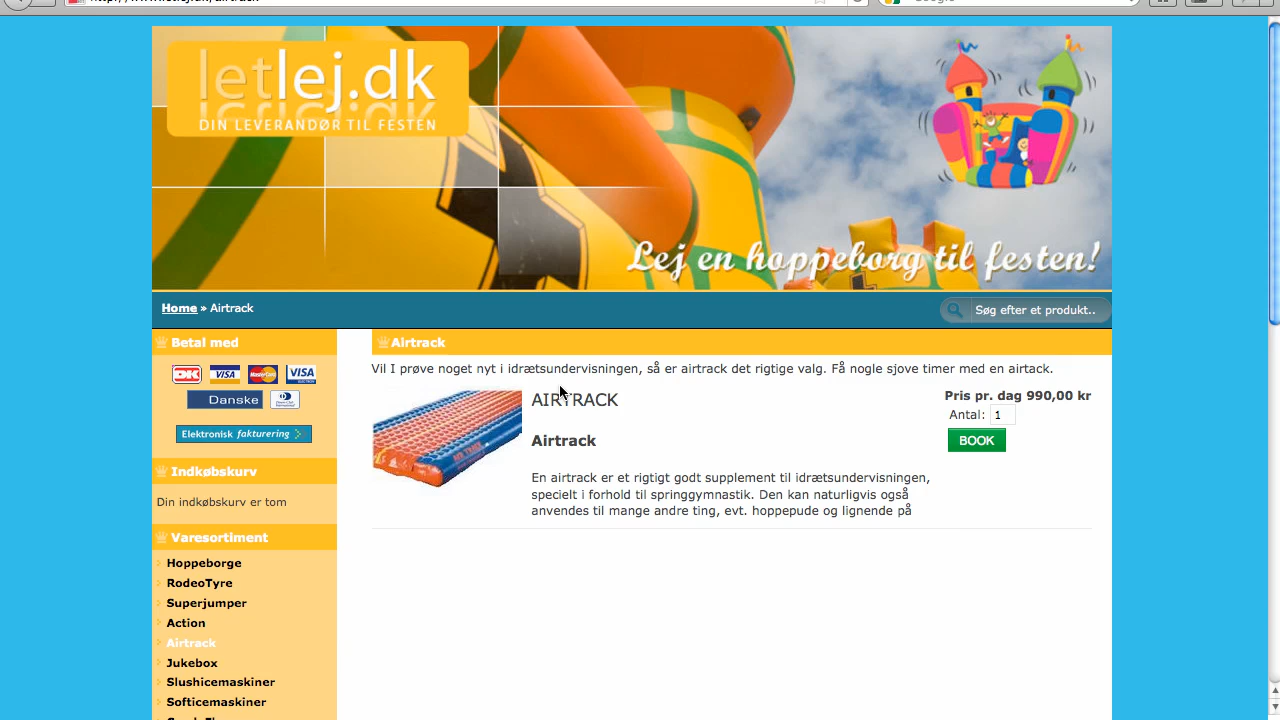 letlej.dk
DIN LEVERANDØR TIL FESTEN
Lej en hoppeborg til festen!
Home » Airtrack
Søg efter et produkt..
Betal med
DK VISA MasterCard VISA
Danske
Elektronisk fakturering
Indkøbskurv
Din indkøbskurv er tom
Varesortiment
Hoppeborge
RodeoTyre
Superjumper
Action
Airtrack
Jukebox
Slushicemaskiner
Softicemaskiner
Airtrack
Vil I prøve noget nyt i idrætsundervisningen, så er airtrack det rigtige valg. Få nogle sjove timer med en airtack.
AIRTRACK
Pris pr. dag 990,00 kr
Antal: 1
BOOK
Airtrack
En airtrack er et rigtigt godt supplement til idrætsundervisningen,
specielt i forhold til springgymnastik. Den kan naturligvis også
anvendes til mange andre ting, evt. hoppepude og lignende på